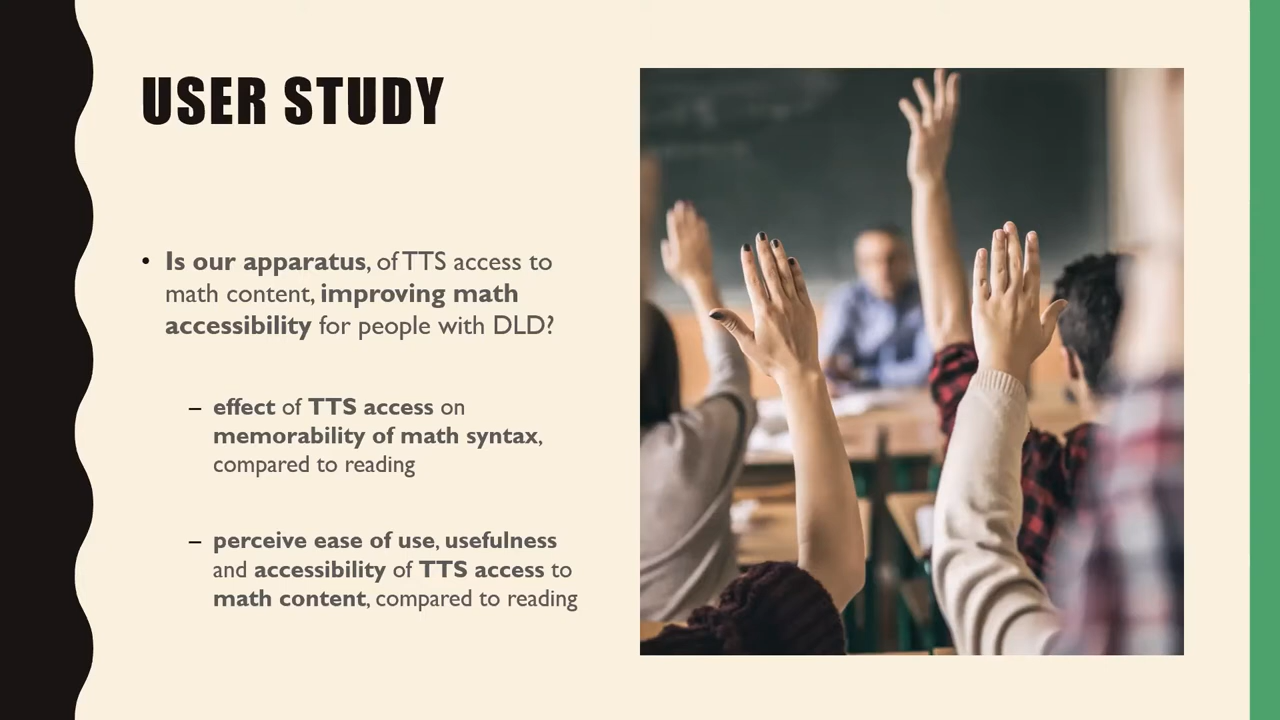 USER STUDY
• Is our apparatus, of TTS access to
math content, improving math
accessibility for people with DLD?
– effect of TTS access on
memorability of math syntax,
compared to reading
– perceive ease of use, usefulness
and accessibility of TTS access to
math content, compared to reading